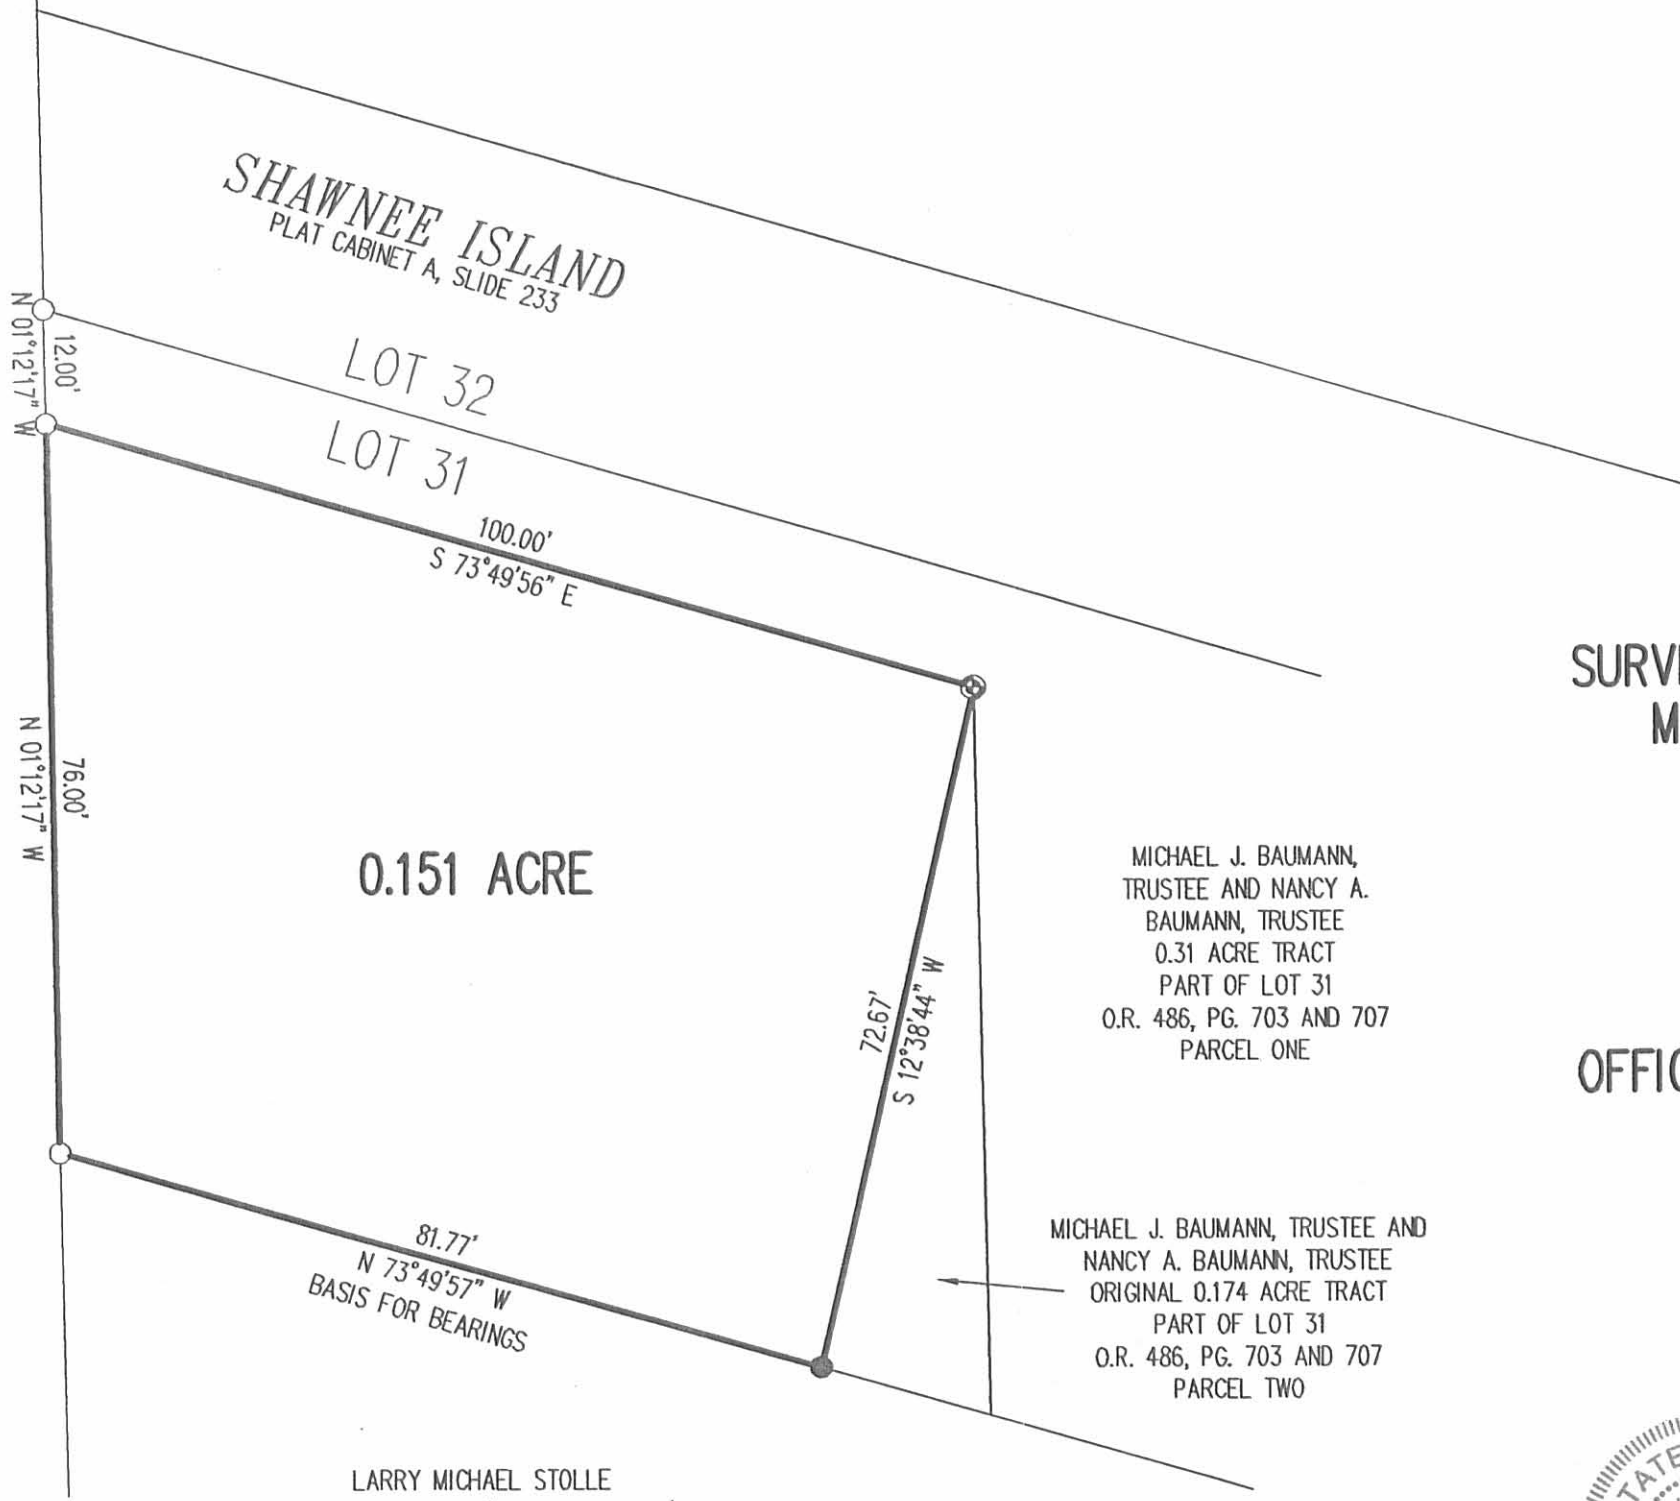 SHAWNEE ISLAND
PLAT CABINET A, SLIDE 233
N 01°12'17" W
12.00'
LOT 32
LOT 31
100.00'
S 73°49'56" E
N 01°12'17" W
76.00'
0.151 ACRE
72.67'
S 12°38'44" W
MICHAEL J. BAUMANN,
TRUSTEE AND NANCY A.
BAUMANN, TRUSTEE
0.31 ACRE TRACT
PART OF LOT 31
O.R. 486, PG. 703 AND 707
PARCEL ONE
81.77'
N 73°49'57" W
BASIS FOR BEARINGS
MICHAEL J. BAUMANN, TRUSTEE AND
NANCY A. BAUMANN, TRUSTEE
ORIGINAL 0.174 ACRE TRACT
PART OF LOT 31
O.R. 486, PG. 703 AND 707
PARCEL TWO
LARRY MICHAEL STOLLE